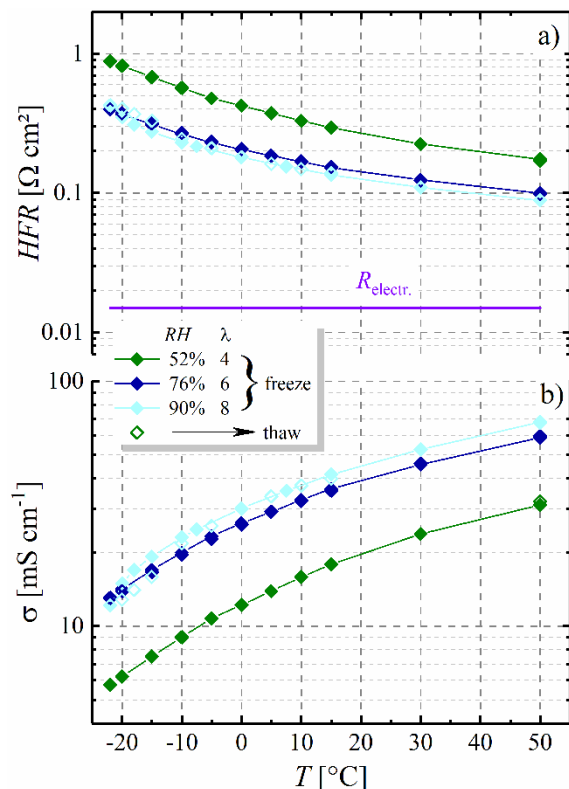 a)
1
0.1
0.01
HFR [Ω cm²]
R electr.
RH λ
52% 4
76% 6
90% 8
freeze
thaw
b)
100
10
σ [mS cm⁻¹]
-20 -10 0 10 20 30 40 50
T [°C]